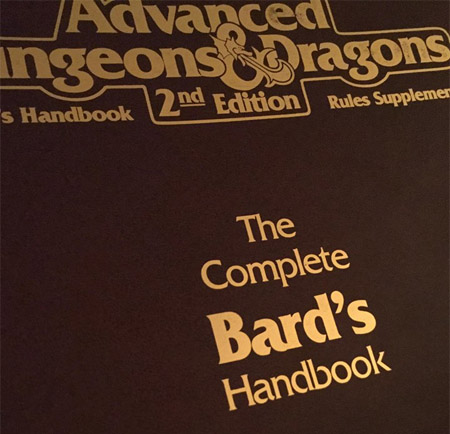 Advanced
ungeons & Dragons
2nd Edition
's Handbook
Rules Supplemen
The
Complete
Bard's
Handbook